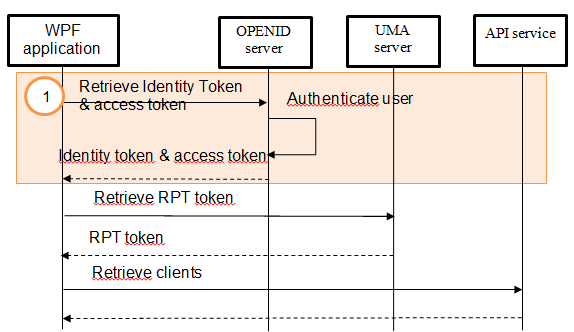 WPF
application
OPENID
server
UMA
server
API service
1
Retrieve Identity Token
& access token
Authenticate user
Identity token & access token
Retrieve RPT token
RPT token
Retrieve clients